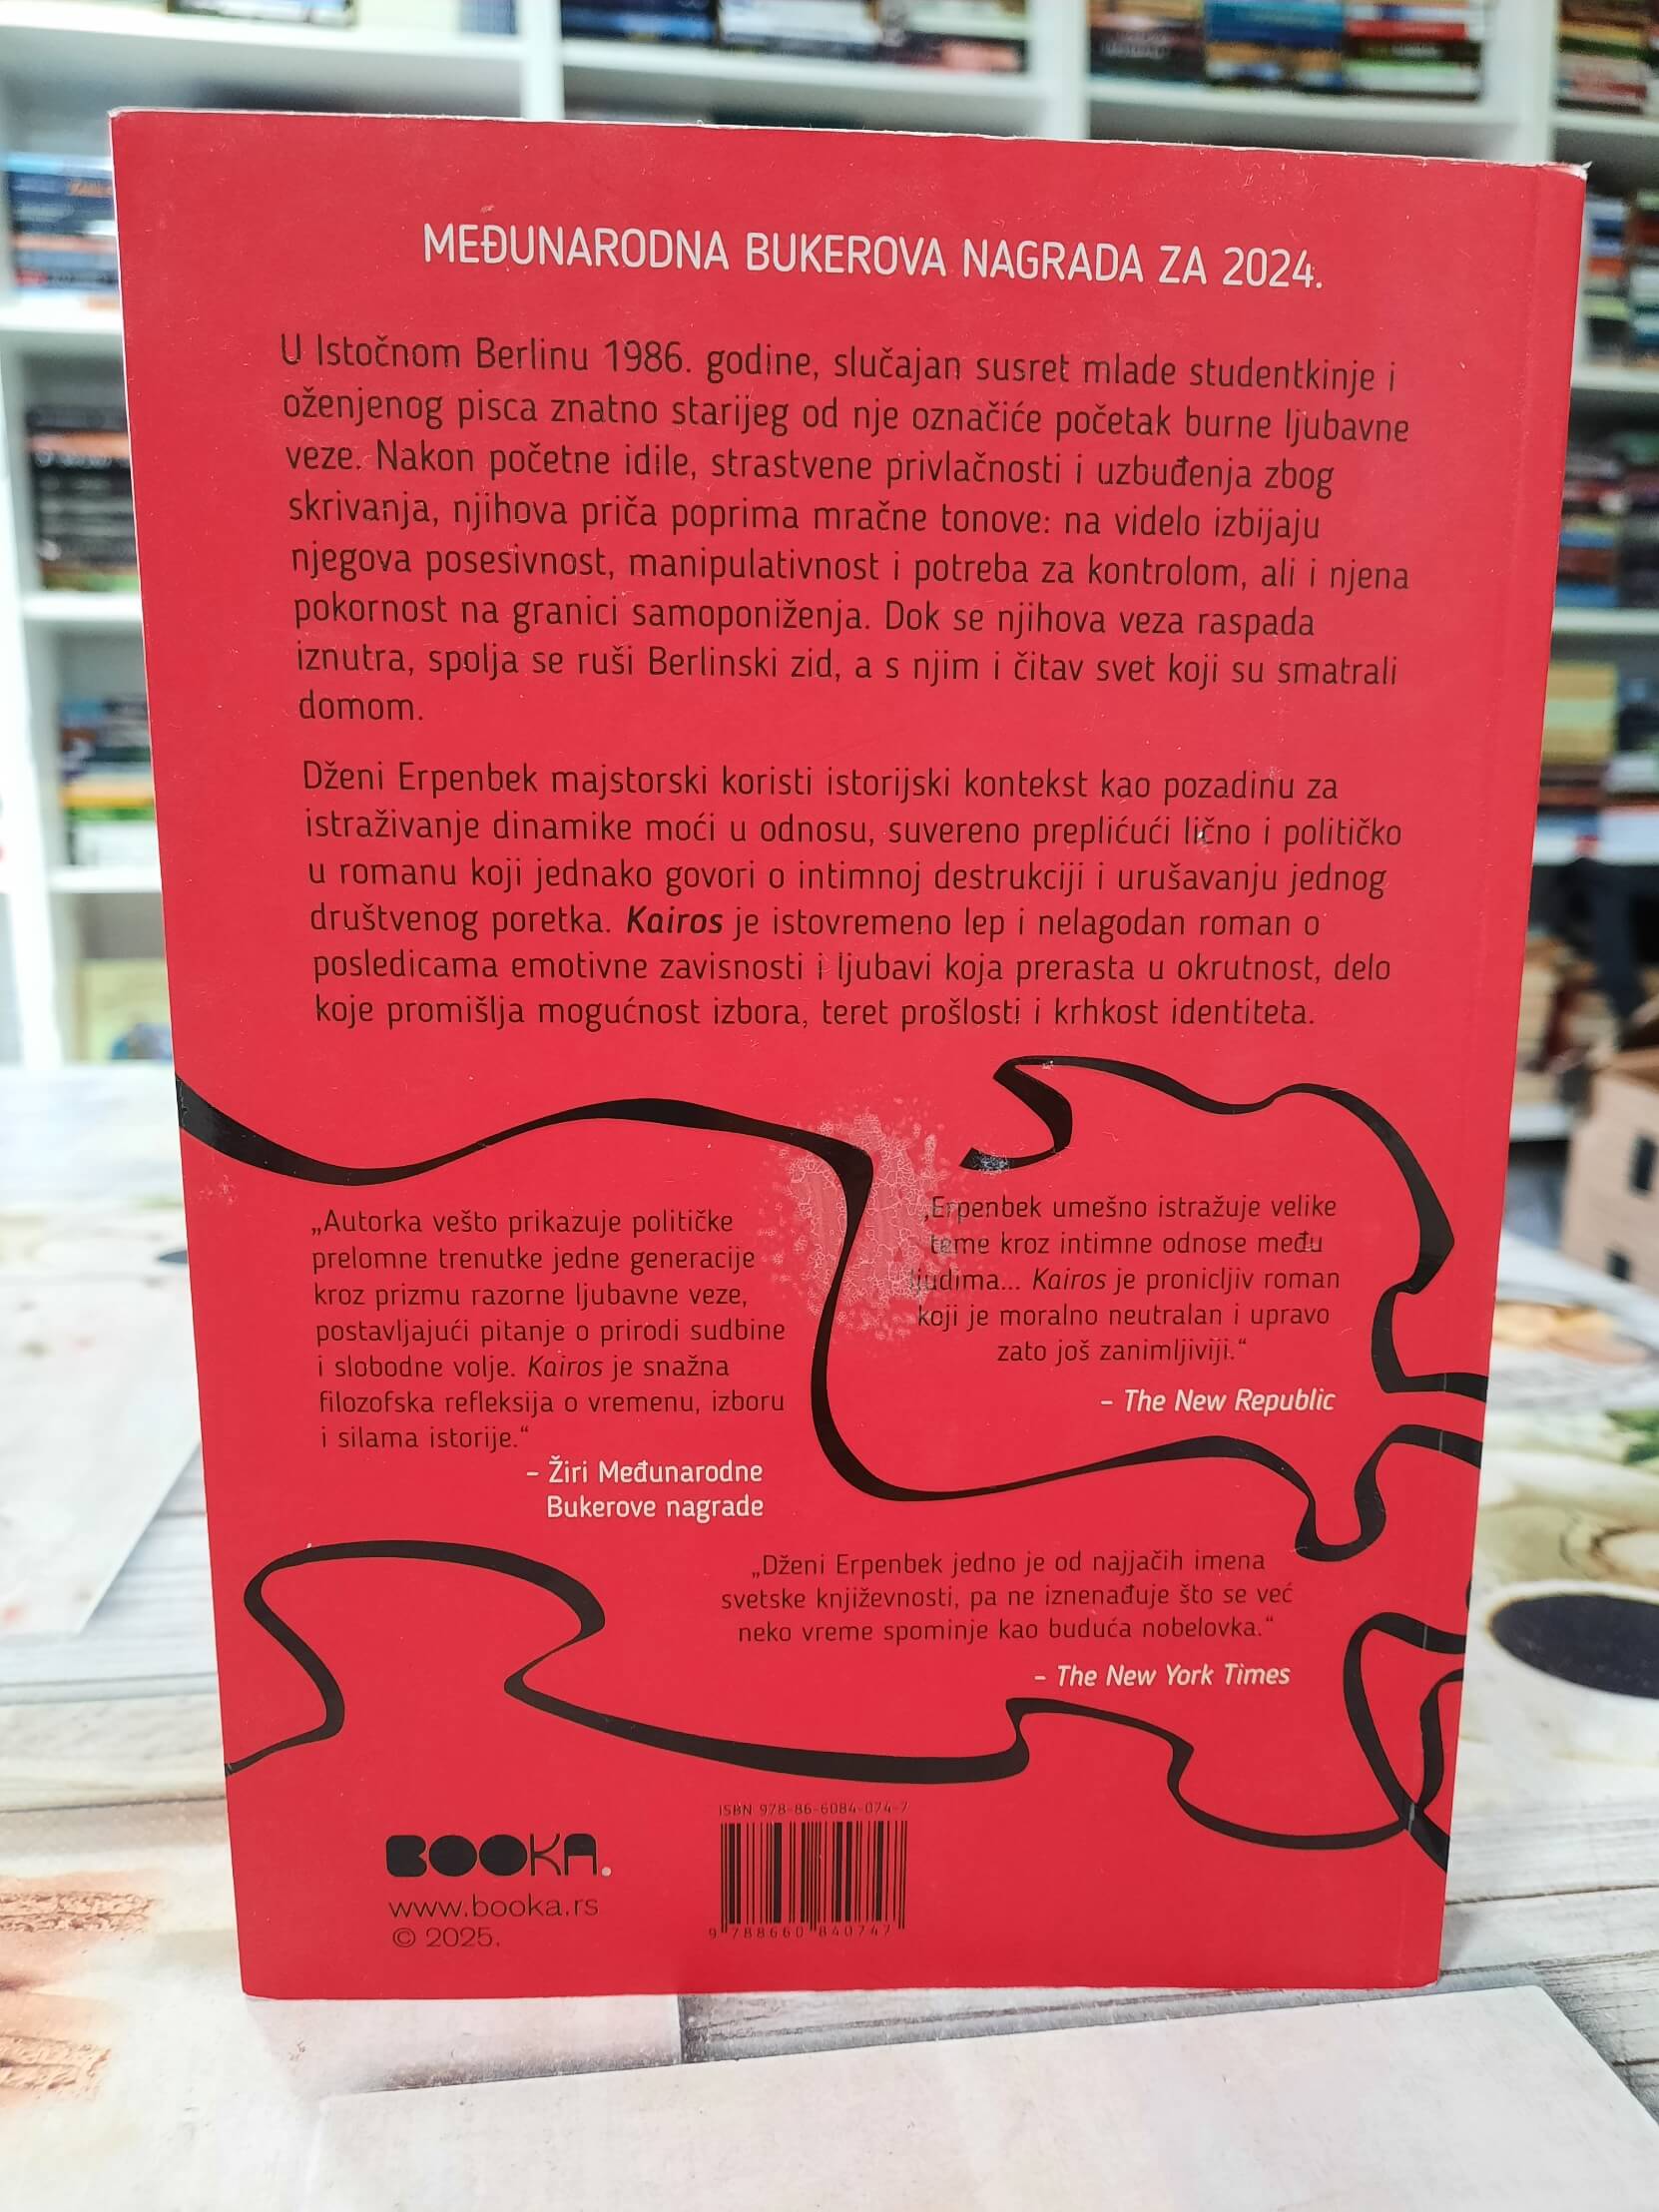 MEĐUNARODNA BUKEROVA NAGRADA ZA 2024.
U Istočnom Berlinu 1986. godine, slučajan susret mlade studentkinje i
oženjenog pisca znatno starijeg od nje označiće početak burne ljubavne
veze. Nakon početne idile, strastvene privlačnosti i uzbuđenja zbog
skrivanja, njihova priča poprima mračne tonove: na videlo izbijaju
njegova posesivnost, manipulativnost i potreba za kontrolom, ali i njena
pokornost na granici samoponiženja. Dok se njihova veza raspada
iznutra, spolja se ruši Berlinski zid, a s njim i čitav svet koji su smatrali
domom.
Dženi Erpenbek majstorski koristi istorijski kontekst kao pozadinu za
istraživanje dinamike moći u odnosu, suvereno preplićući lično i političko
u romanu koji jednako govori o intimnoj destrukciji i urušavanju jednog
društvenog poretka. Kairos je istovremeno lep i nelagodan roman o
posledicama emotivne zavisnosti i ljubavi koja prerasta u okrutnost, delo
koje promišlja mogućnost izbora, teret prošlosti i krhkost identiteta.
„Autorka vešto prikazuje političke
prelomne trenutke jedne generacije
kroz prizmu razorne ljubavne veze,
postavljajući pitanje o prirodi sudbine
i slobodne volje. Kairos je snažna
filozofska refleksija o vremenu, izboru
i silama istorije.“
– Žiri Međunarodne
Bukerove nagrade
„Erpenbek umešno istražuje velike
teme kroz intimne odnose među
ljudima... Kairos je pronicljiv roman
koji je moralno neutralan i upravo
zato još zanimljiviji.“
– The New Republic
„Dženi Erpenbek jedno je od najjačih imena
svetske književnosti, pa ne iznenađuje što se već
neko vreme spominje kao buduća nobelovka.“
– The New York Times
BOOKA.
www.booka.rs
© 2025.
ISBN 978-86-6084-074-7
9 788660 840747